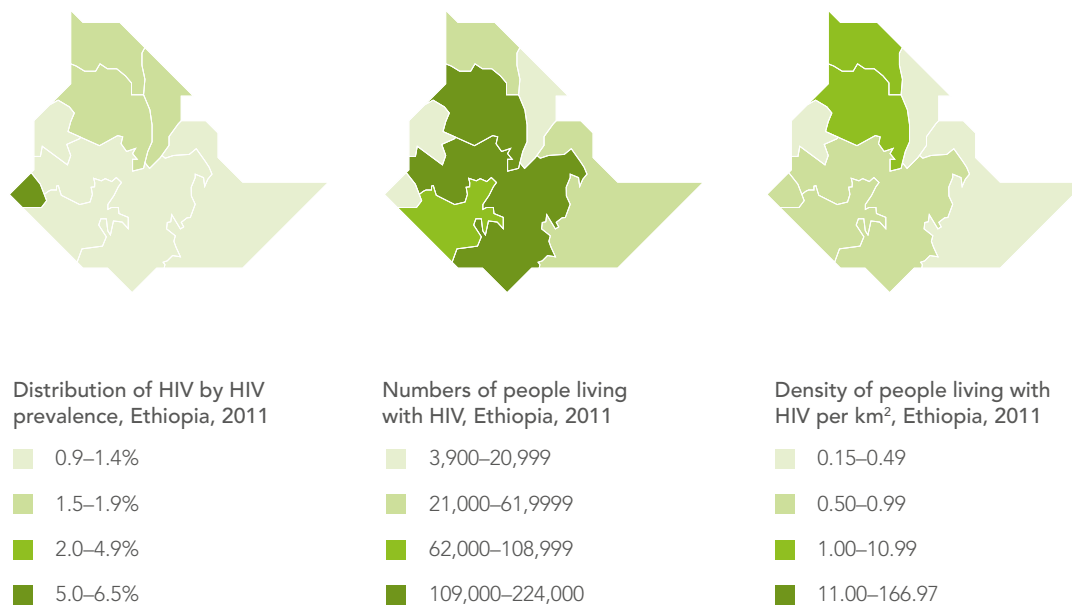 Distribution of HIV by HIV
prevalence, Ethiopia, 2011
0.9–1.4%
1.5–1.9%
2.0–4.9%
5.0–6.5%
Numbers of people living
with HIV, Ethiopia, 2011
3,900–20,999
21,000–61,9999
62,000–108,999
109,000–224,000
Density of people living with
HIV per km², Ethiopia, 2011
0.15–0.49
0.50–0.99
1.00–10.99
11.00–166.97